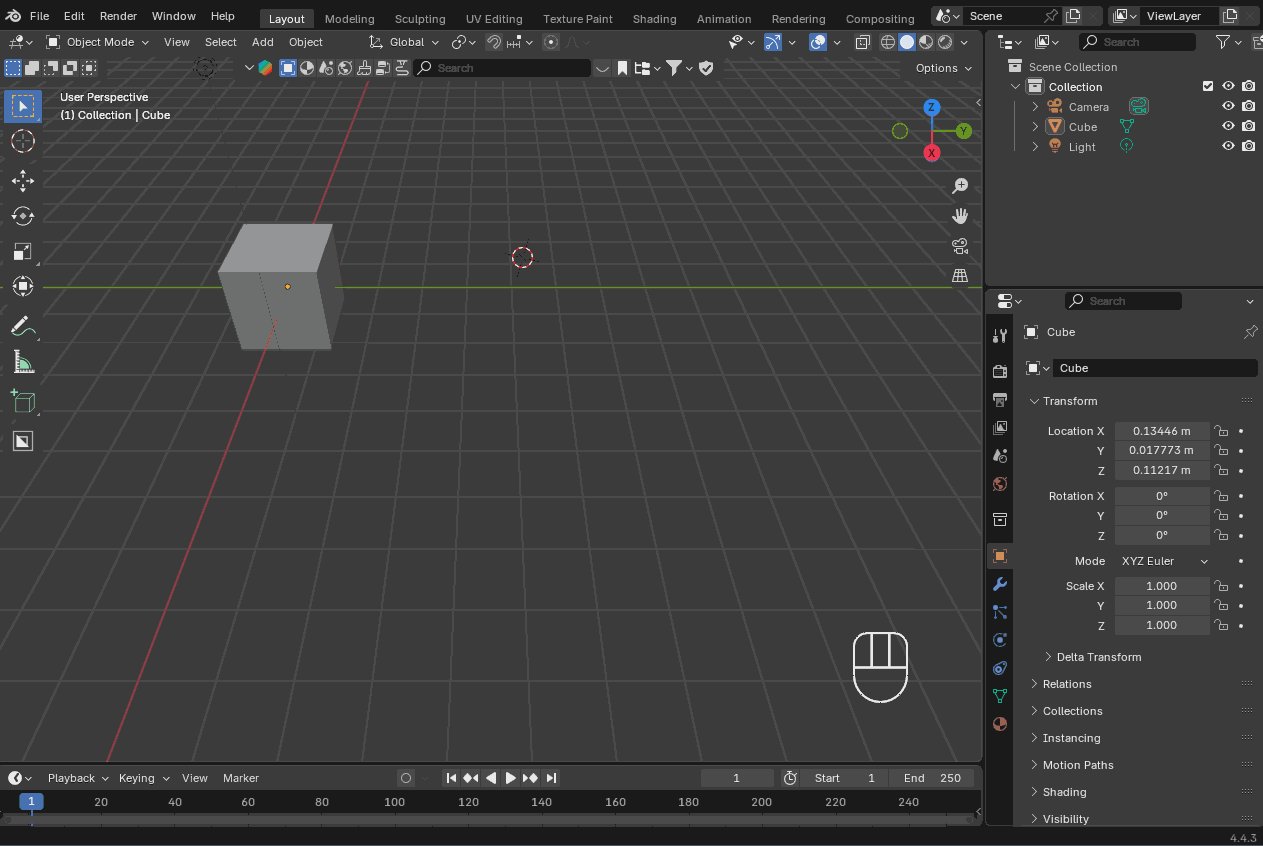 File Edit Render Window Help Layout Modeling Sculpting UV Editing Texture Paint Shading Animation Rendering Compositing Scene ViewLayer
Object Mode View Select Add Object Global Search
Search Options
User Perspective
(1) Collection | Cube
Z
Y
X
Scene Collection
Collection
Camera
Cube
Light
Search
Cube
Cube
Transform
Location X 0.13446 m
Y 0.017773 m
Z 0.11217 m
Rotation X 0°
Y 0°
Z 0°
Mode XYZ Euler
Scale X 1.000
Y 1.000
Z 1.000
Delta Transform
Relations
Collections
Instancing
Motion Paths
Shading
Visibility
Playback Keying View Marker 1 Start 1 End 250
1 20 40 60 80 100 120 140 160 180 200 220 240
4.4.3